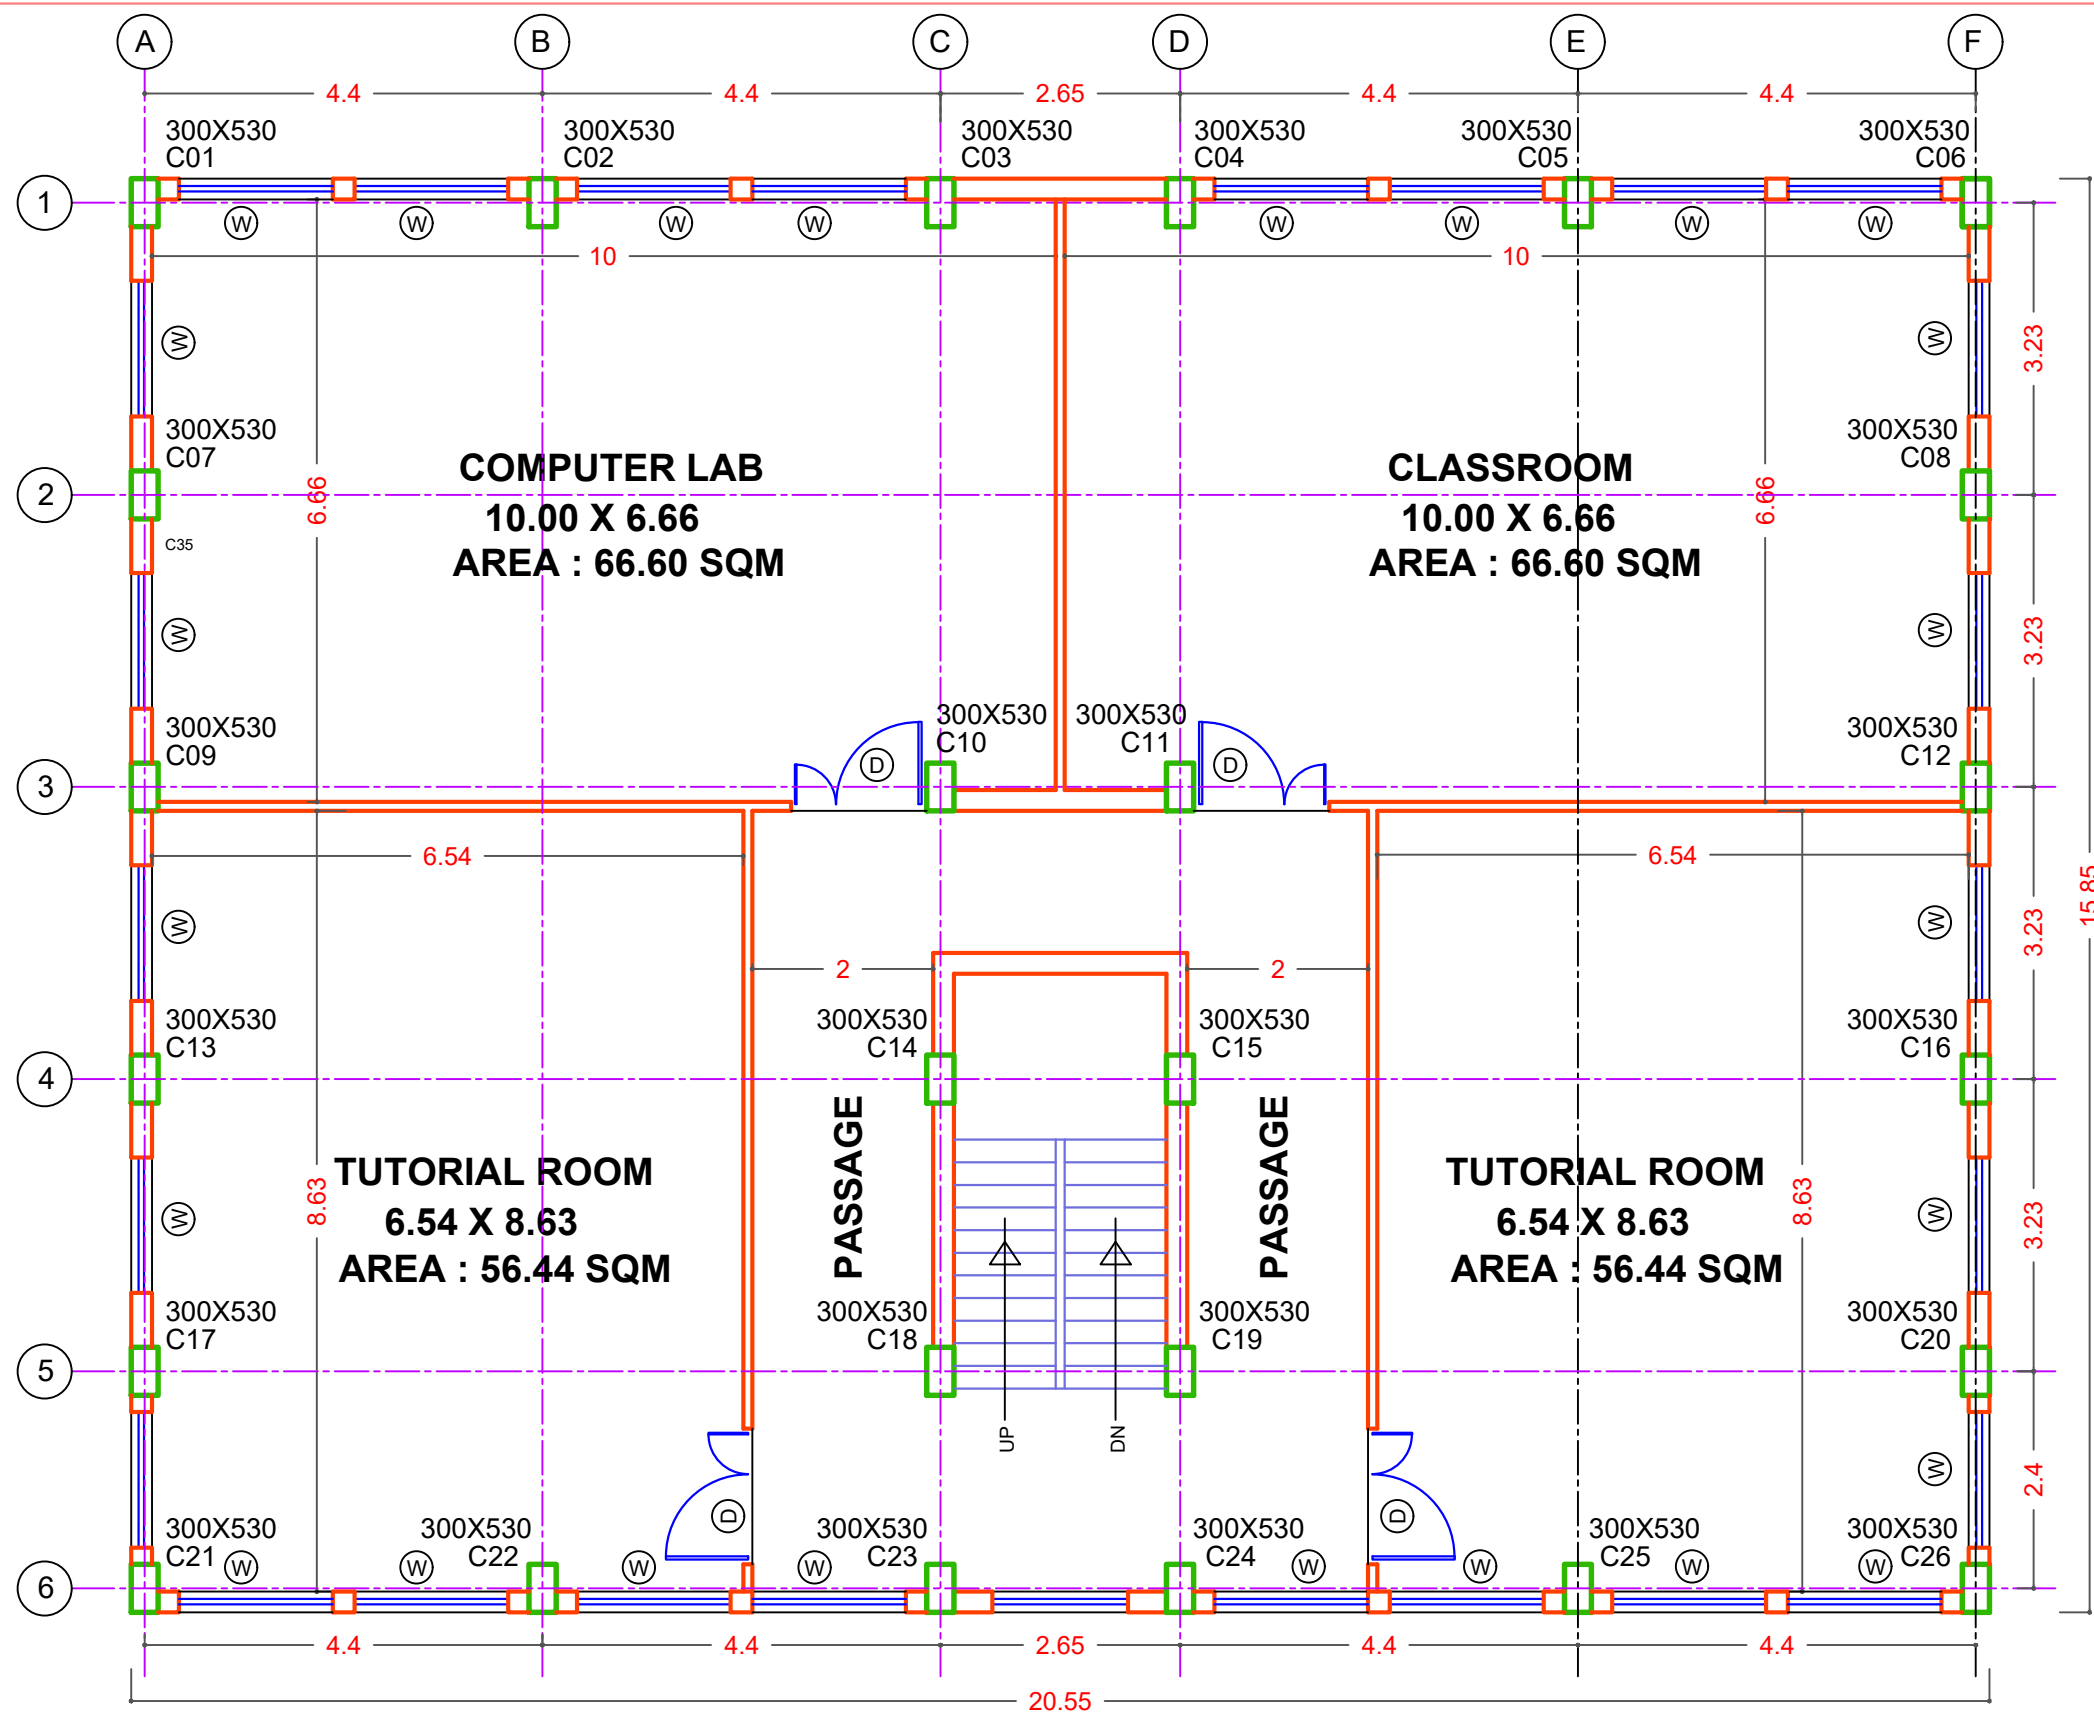 A B C D E F
4.4 4.4 2.65 4.4 4.4
300X530 300X530 300X530 300X530 300X530 300X530
C01 C02 C03 C04 C05 C06
1
W W W W W W W W
10 10
W W 3.23
300X530 300X530
C07 C08
COMPUTER LAB CLASSROOM
2 6.66 6.66
10.00 X 6.66 10.00 X 6.66
C35
AREA : 66.60 SQM AREA : 66.60 SQM
W W 3.23
300X530 300X530 300X530 300X530
C09 C10 C11 C12
D D
3
6.54 6.54
15.85
W W 3.23
2 2
300X530 300X530 300X530 300X530
C13 C14 C15 C16
4
PASSAGE PASSAGE
TUTORIAL ROOM TUTORIAL ROOM
8.63 8.63
6.54 X 8.63 6.54 X 8.63
W W 3.23
AREA : 56.44 SQM AREA : 56.44 SQM
300X530 300X530 300X530 300X530
C17 C18 C19 C20
5
UP DN
W 2.4
D D
300X530 300X530 300X530 300X530 300X530 300X530
C21 C22 C23 C24 C25 C26
W W W W W W W W
6
4.4 4.4 2.65 4.4 4.4
20.55